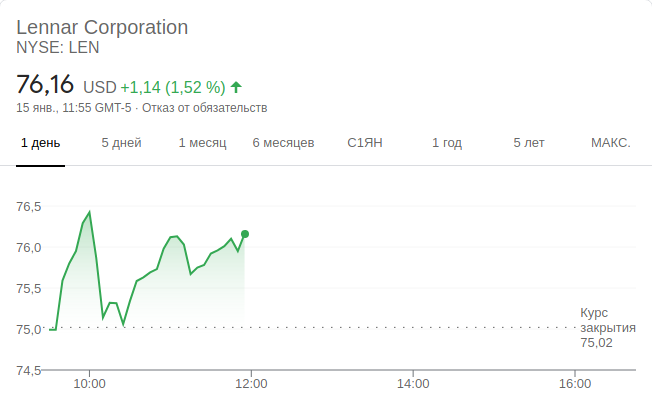 Lennar Corporation
NYSE: LEN
76,16 USD +1,14 (1,52 %)
15 янв., 11:55 GMT-5 · Отказ от обязательств
1 день 5 дней 1 месяц 6 месяцев С1ЯН 1 год 5 лет МАКС.
76,5
76,0
75,5
75,0
74,5
Курс
закрытия
75,02
10:00 12:00 14:00 16:00